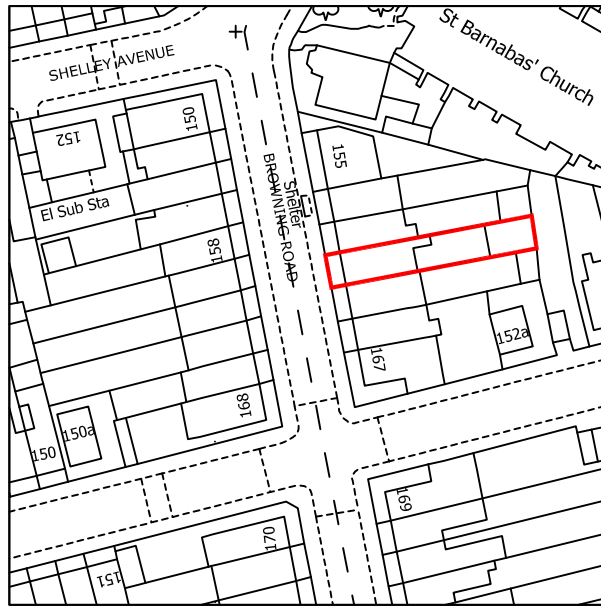 St Barnabas' Church
SHELLEY AVENUE
150
152
155
BROWNING ROAD
Shelter
El Sub Sta
158
152a
167
168
150a
150
169
170
151